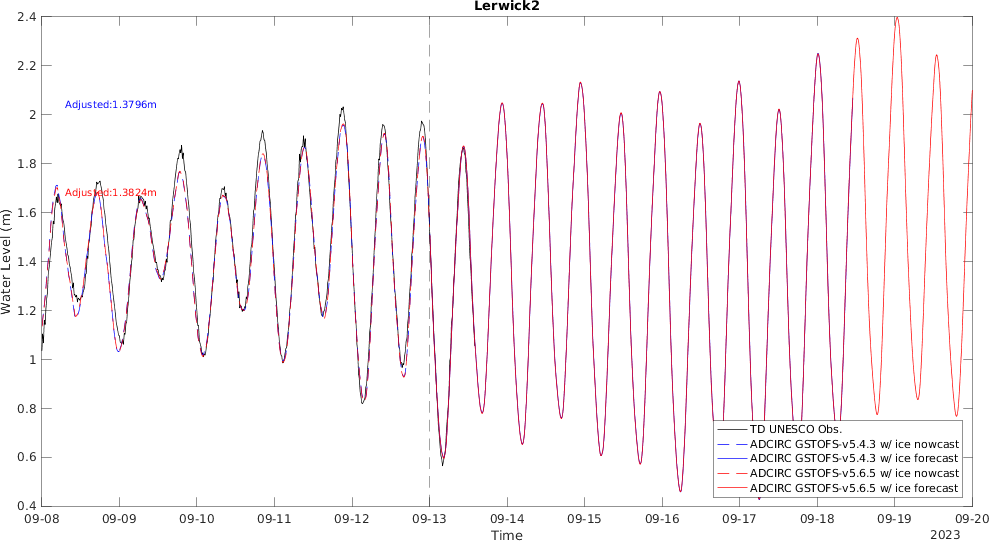 Lerwick2
2.4
2.2
2
1.8
1.6
1.4
1.2
1
0.8
0.6
0.4
Water Level (m)
Adjusted:1.3796m
Adjusted:1.3824m
TD UNESCO Obs.
ADCIRC GSTOFS-v5.4.3 w/ ice nowcast
ADCIRC GSTOFS-v5.4.3 w/ ice forecast
ADCIRC GSTOFS-v5.6.5 w/ ice nowcast
ADCIRC GSTOFS-v5.6.5 w/ ice forecast
09-08 09-09 09-10 09-11 09-12 09-13 09-14 09-15 09-16 09-17 09-18 09-19 09-20
Time
2023